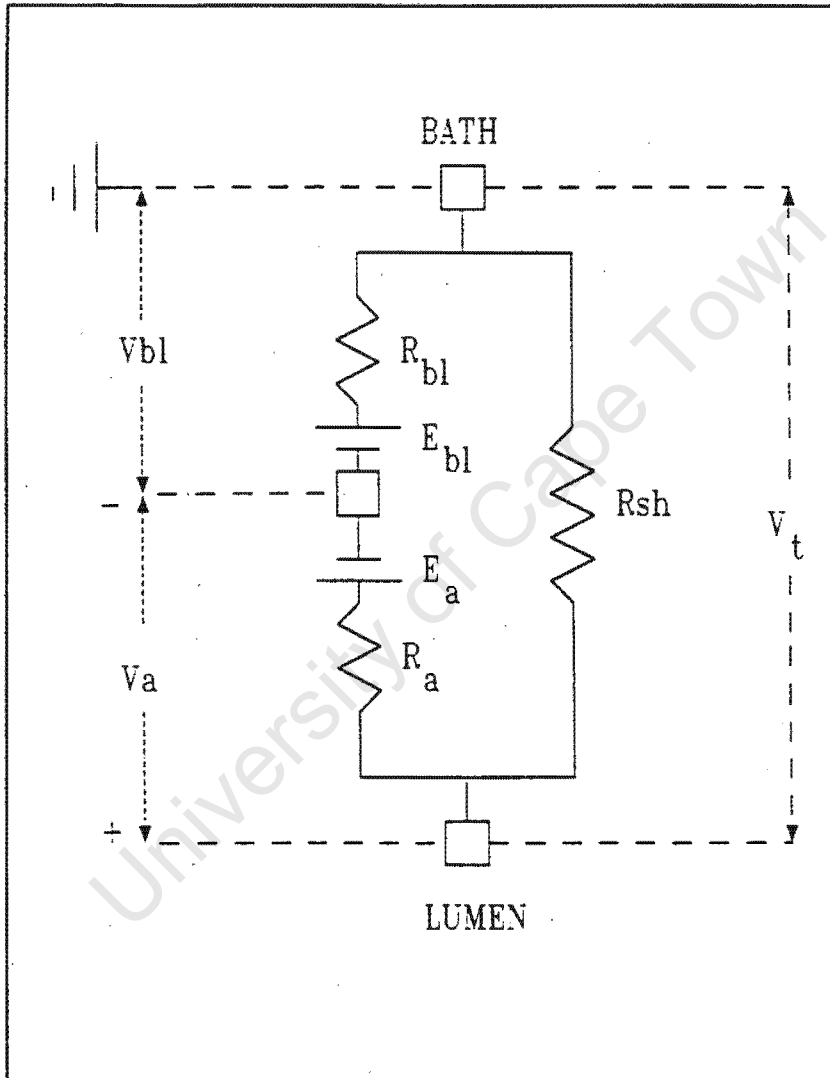 BATH
Vbl
R_bl
E_bl
-
Rsh
V_t
E_a
Va
R_a
+
LUMEN
University of Cape Town